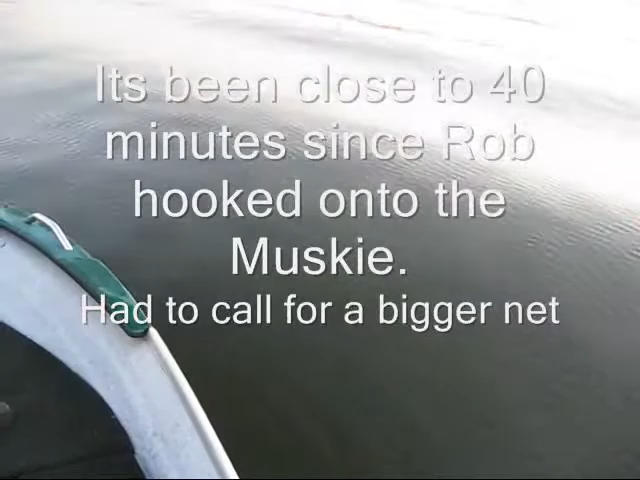 Its been close to 40
minutes since Rob
hooked onto the
Muskie.
Had to call for a bigger net